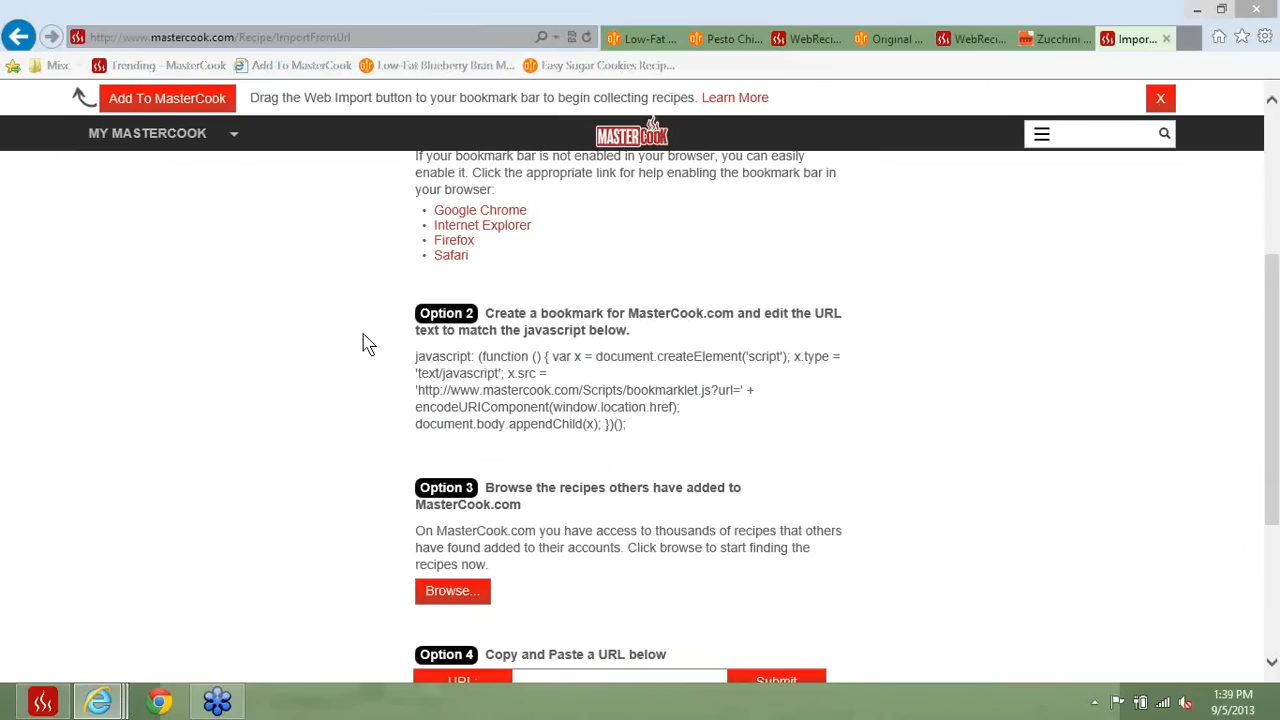 http://www.mastercook.com/Recipe/ImportFromUrl
Low-Fat ...
Pesto Chi...
WebReci...
Original ...
WebReci...
Zucchini ...
Impor...
Misc
Trending – MasterCook
Add To MasterCook
Low-Fat Blueberry Bran M...
Easy Sugar Cookies Recip...
Add To MasterCook
Drag the Web Import button to your bookmark bar to begin collecting recipes. Learn More
X
MY MASTERCOOK
MASTERCOOK
If your bookmark bar is not enabled in your browser, you can easily
enable it. Click the appropriate link for help enabling the bookmark bar in
your browser:
• Google Chrome
• Internet Explorer
• Firefox
• Safari
Option 2 Create a bookmark for MasterCook.com and edit the URL
text to match the javascript below.
javascript: (function () { var x = document.createElement('script'); x.type =
'text/javascript'; x.src =
'http://www.mastercook.com/Scripts/bookmarklet.js?url=' +
encodeURIComponent(window.location.href);
document.body.appendChild(x); })();
Option 3 Browse the recipes others have added to
MasterCook.com
On MasterCook.com you have access to thousands of recipes that others
have found added to their accounts. Click browse to start finding the
recipes now.
Browse...
Option 4 Copy and Paste a URL below
URL:
Submit
1:39 PM
9/5/2013